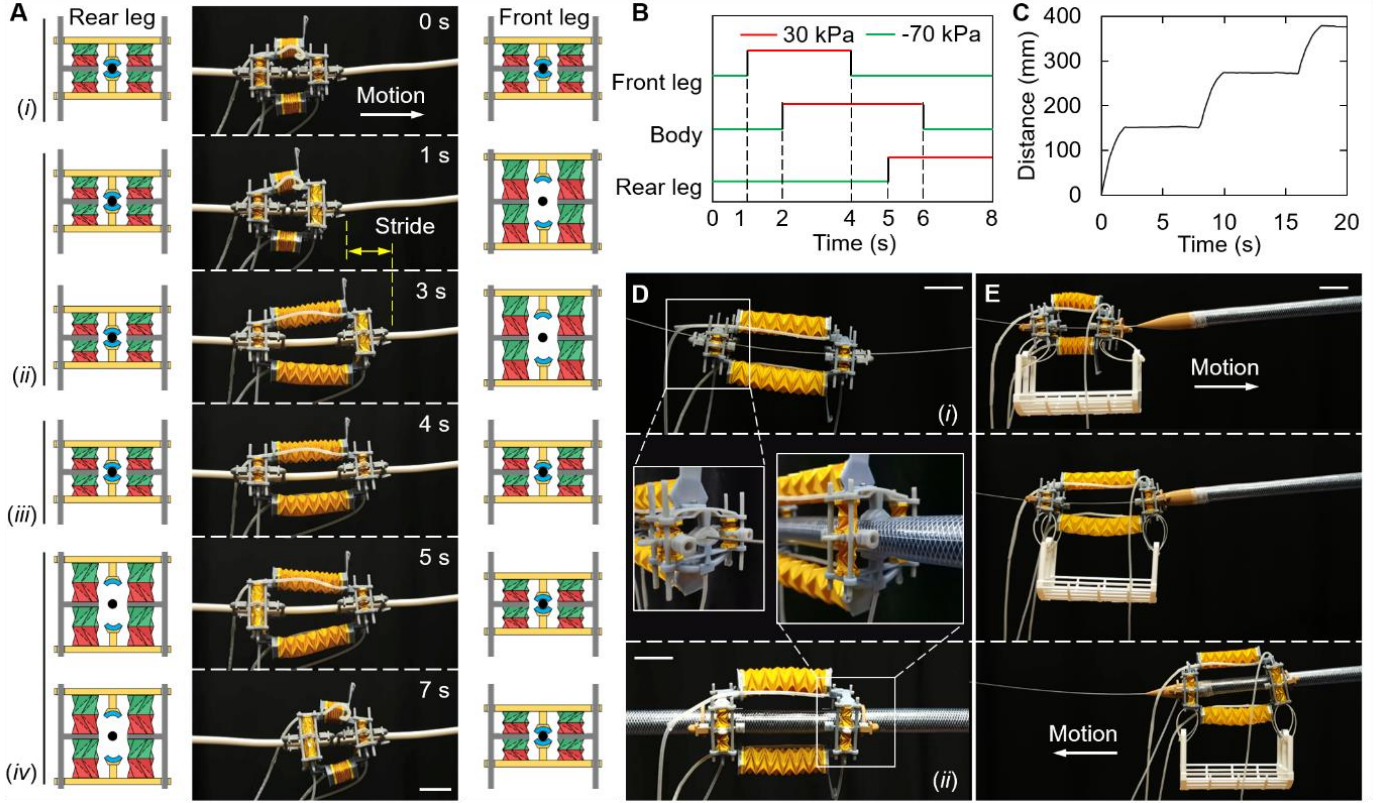 A
Rear leg
Front leg
(i)
0 s
Motion
1 s
Stride
(ii)
3 s
(iii)
4 s
5 s
(iv)
7 s
B
30 kPa
-70 kPa
Front leg
Body
Rear leg
0 1 2 4 5 6 8
Time (s)
C
Distance (mm)
400
300
200
100
0
0 5 10 15 20
Time (s)
D
(i)
(ii)
E
Motion
Motion